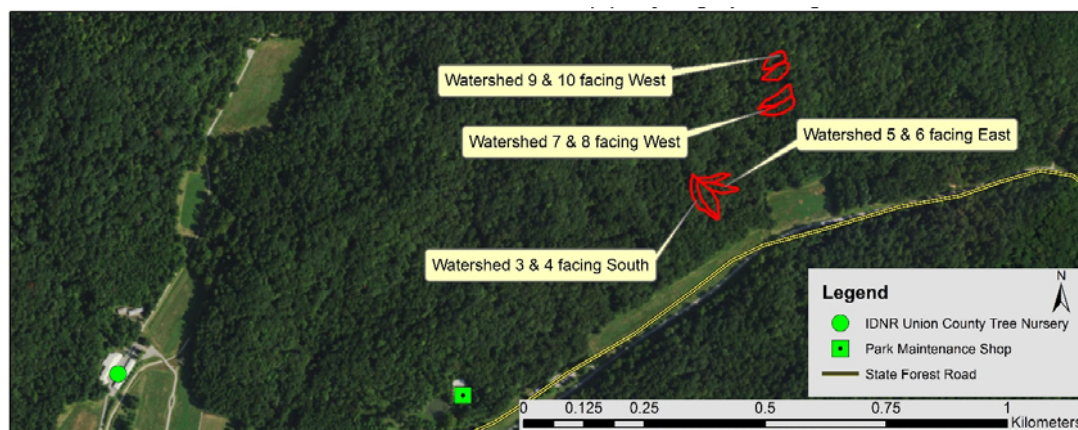 Watershed 9 & 10 facing West
Watershed 7 & 8 facing West
Watershed 5 & 6 facing East
Watershed 3 & 4 facing South
Legend
N
IDNR Union County Tree Nursery
Park Maintenance Shop
State Forest Road
0 0.125 0.25 0.5 0.75 1
Kilometers